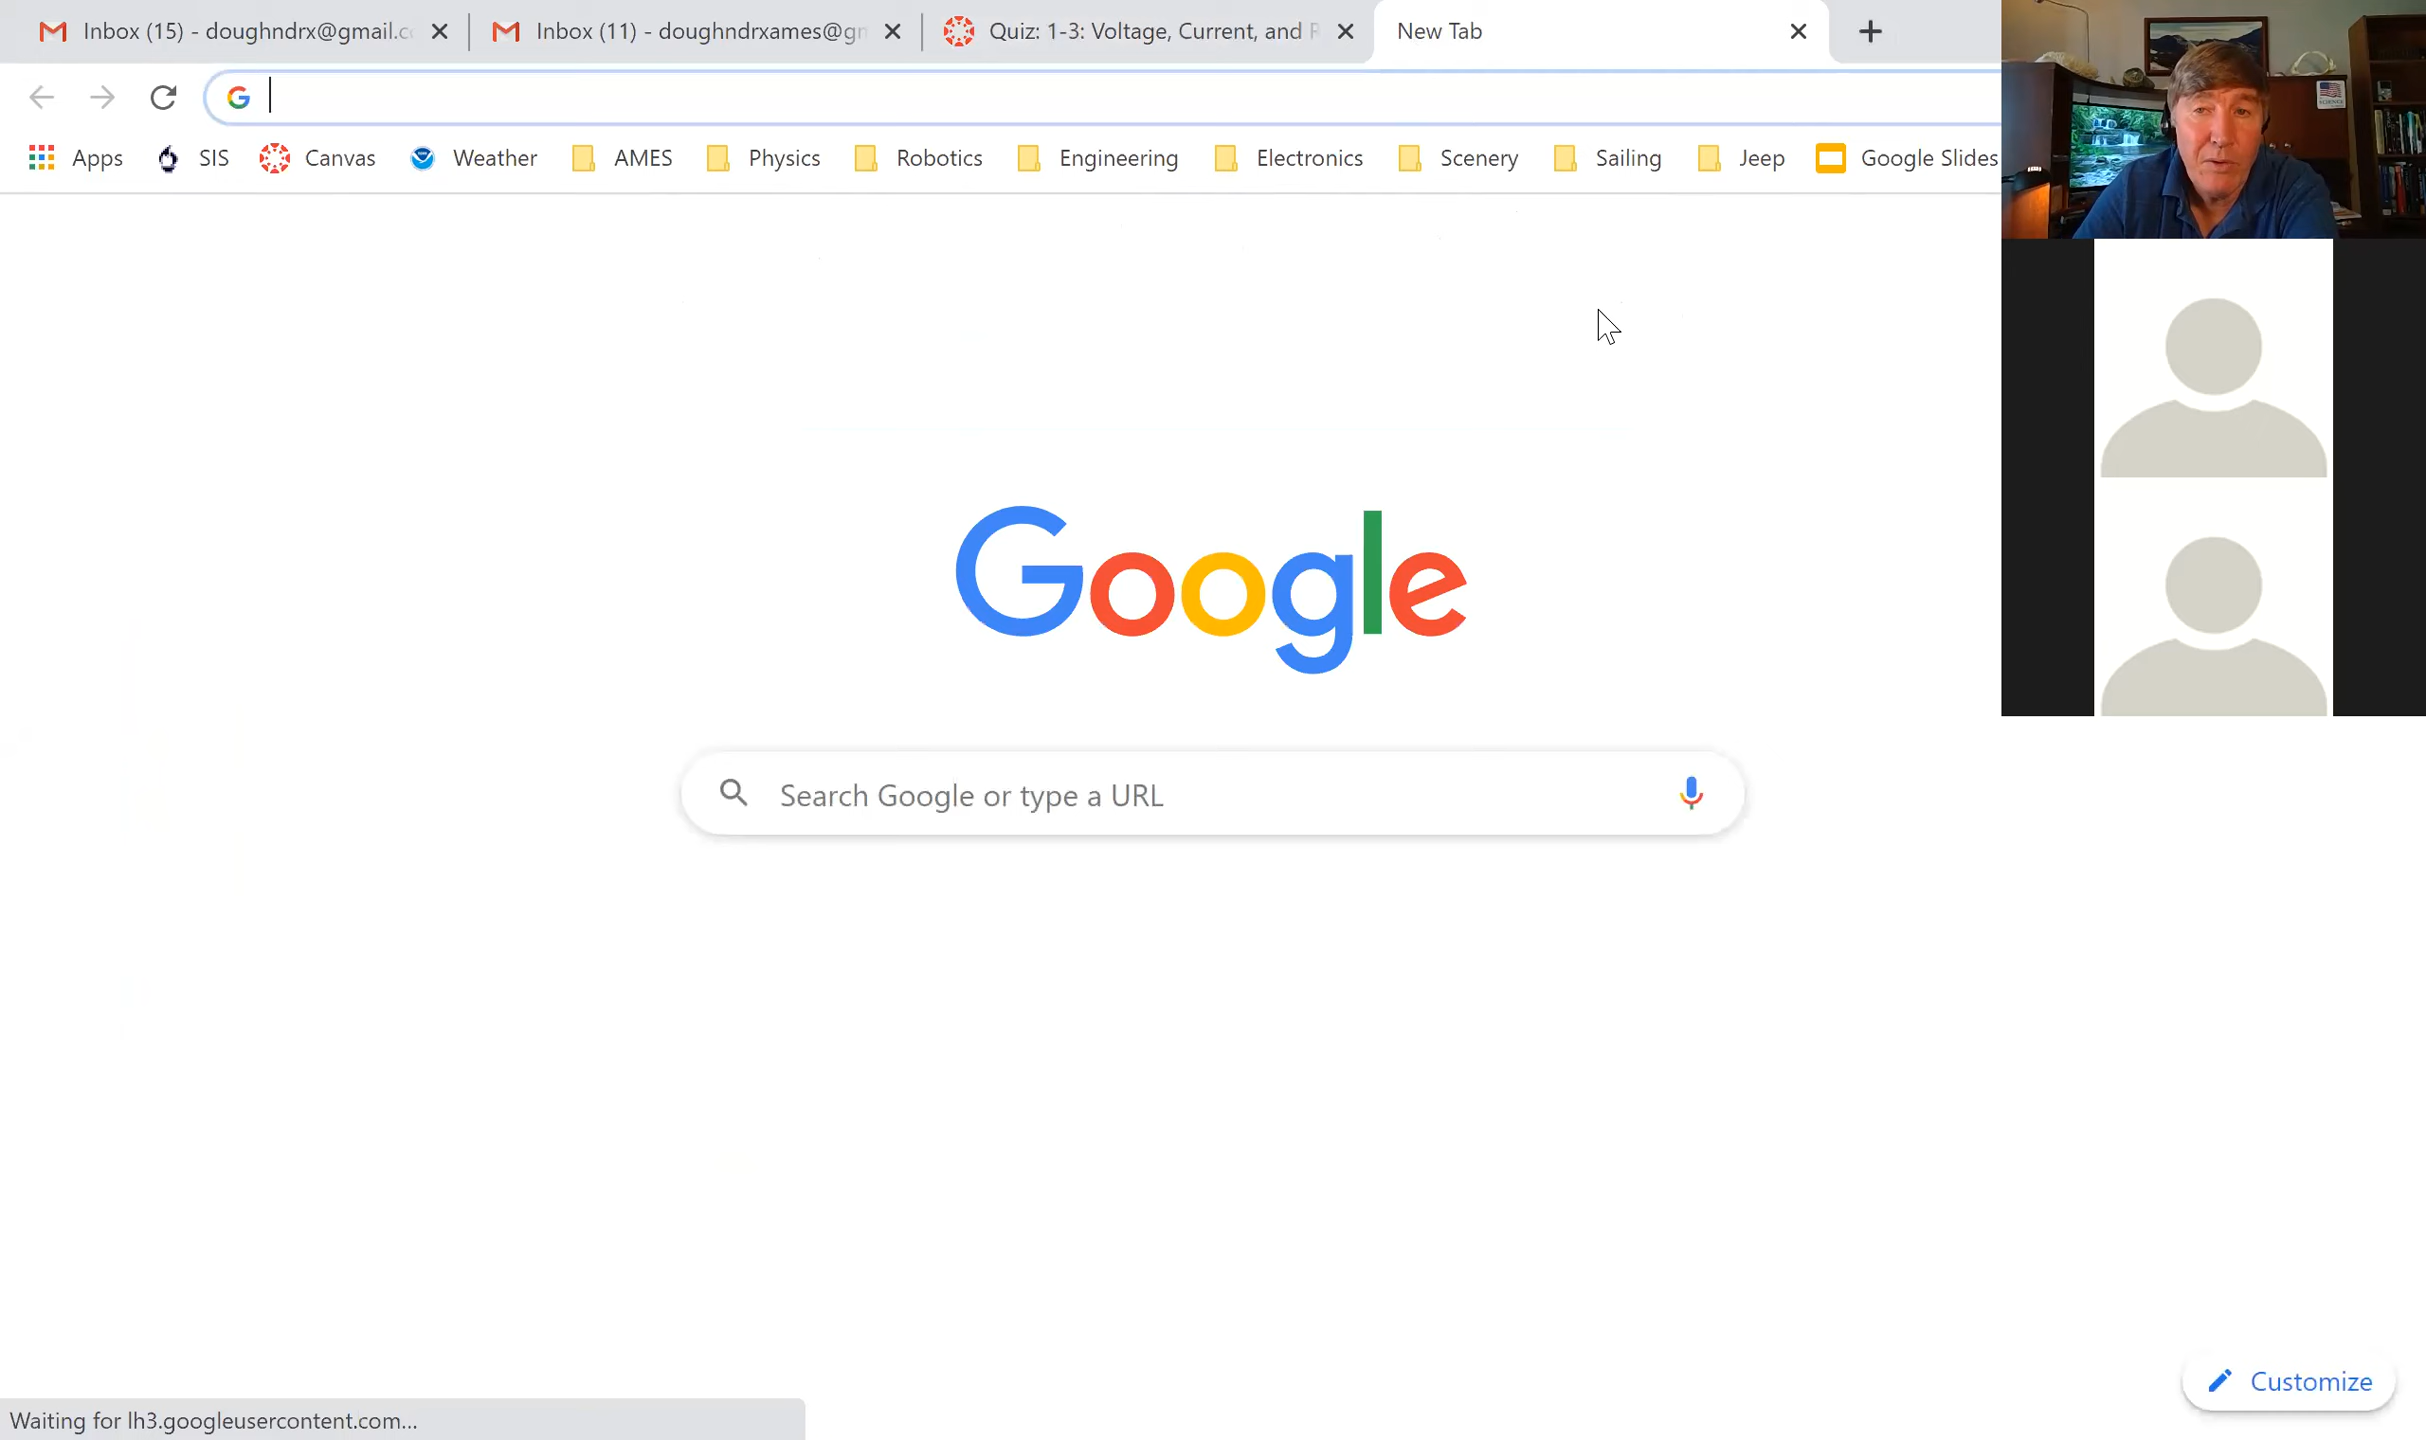 Inbox (15) - doughndrx@gmail.c
Inbox (11) - doughndrxames@g
Quiz: 1-3: Voltage, Current, and
New Tab
Apps SIS Canvas Weather AMES Physics Robotics Engineering Electronics Scenery Sailing Jeep Google Slides
Google
Search Google or type a URL
Customize
Waiting for lh3.googleusercontent.com...